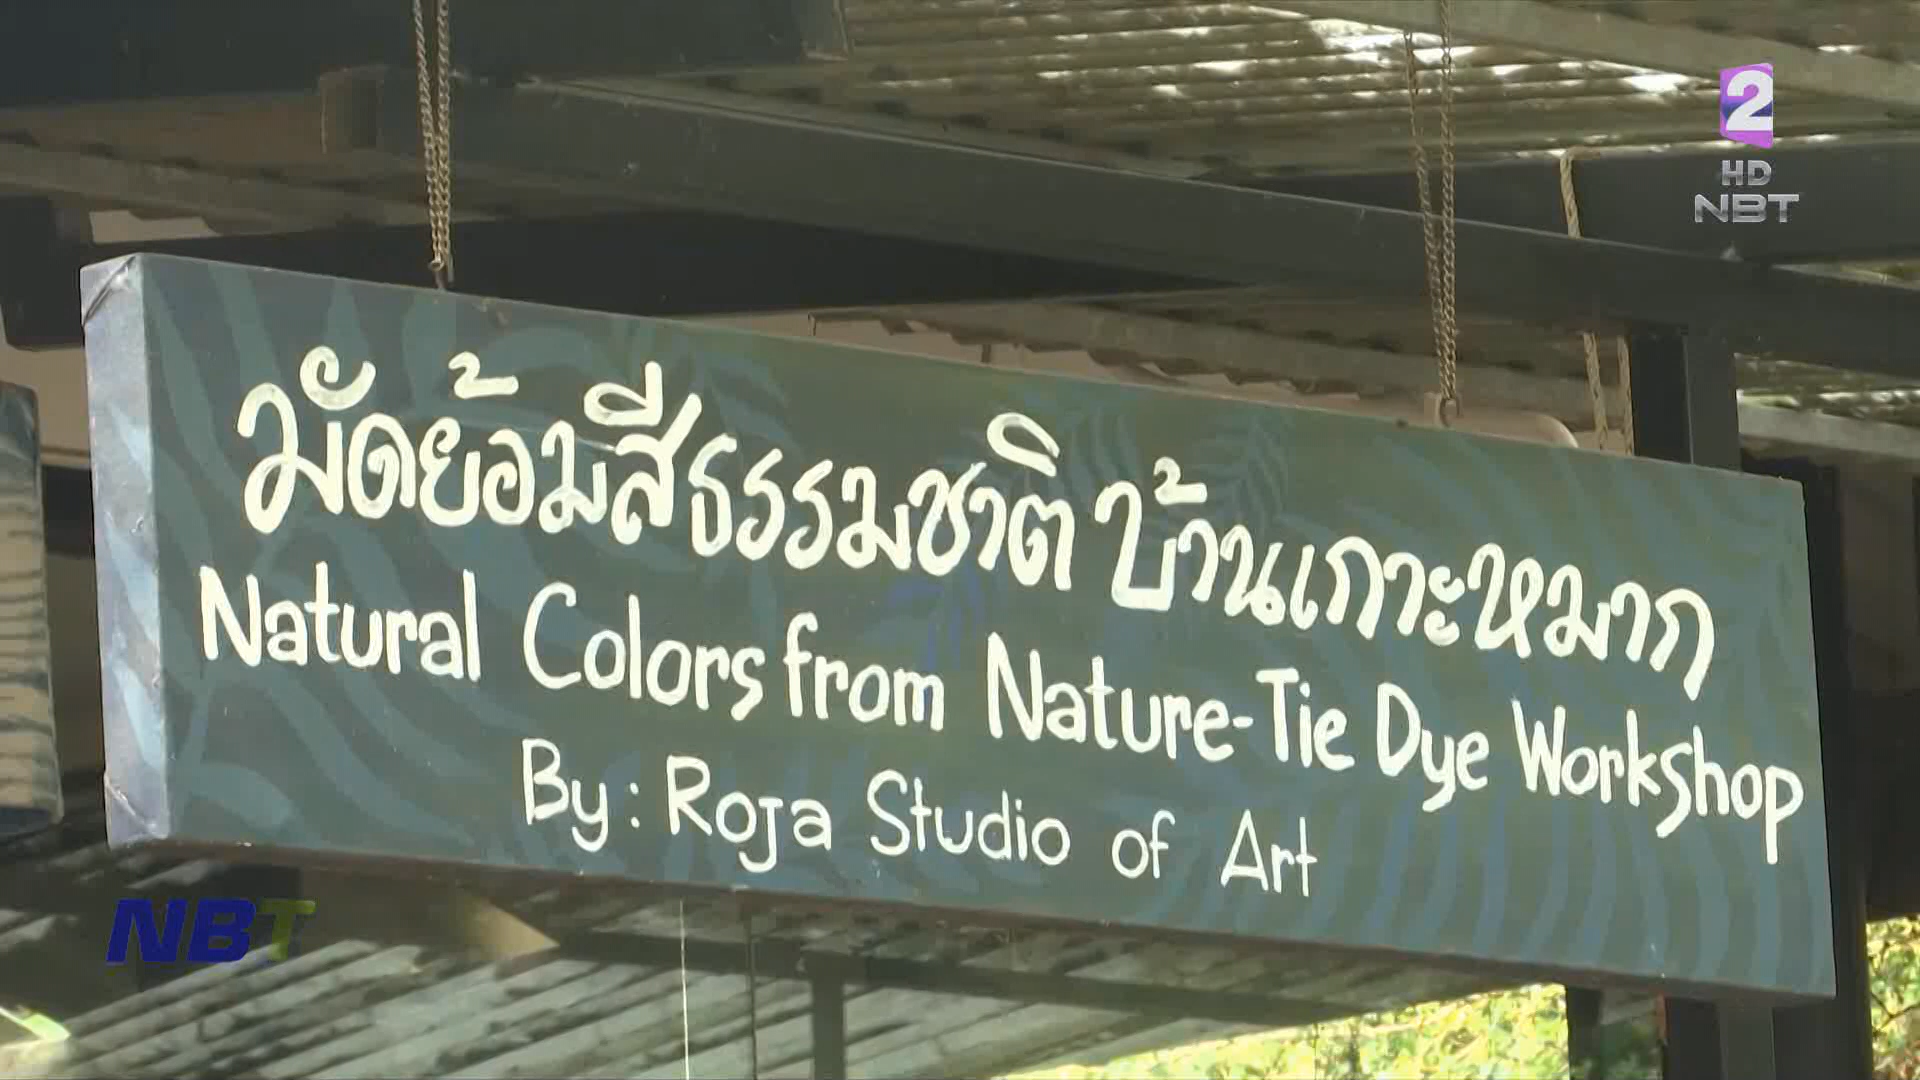 2
HD
NBT
มัดย้อมสีธรรมชาติ บ้านเกาะหมาก
Natural Colors from Nature-Tie Dye Workshop
By: Roja Studio of Art
NBT